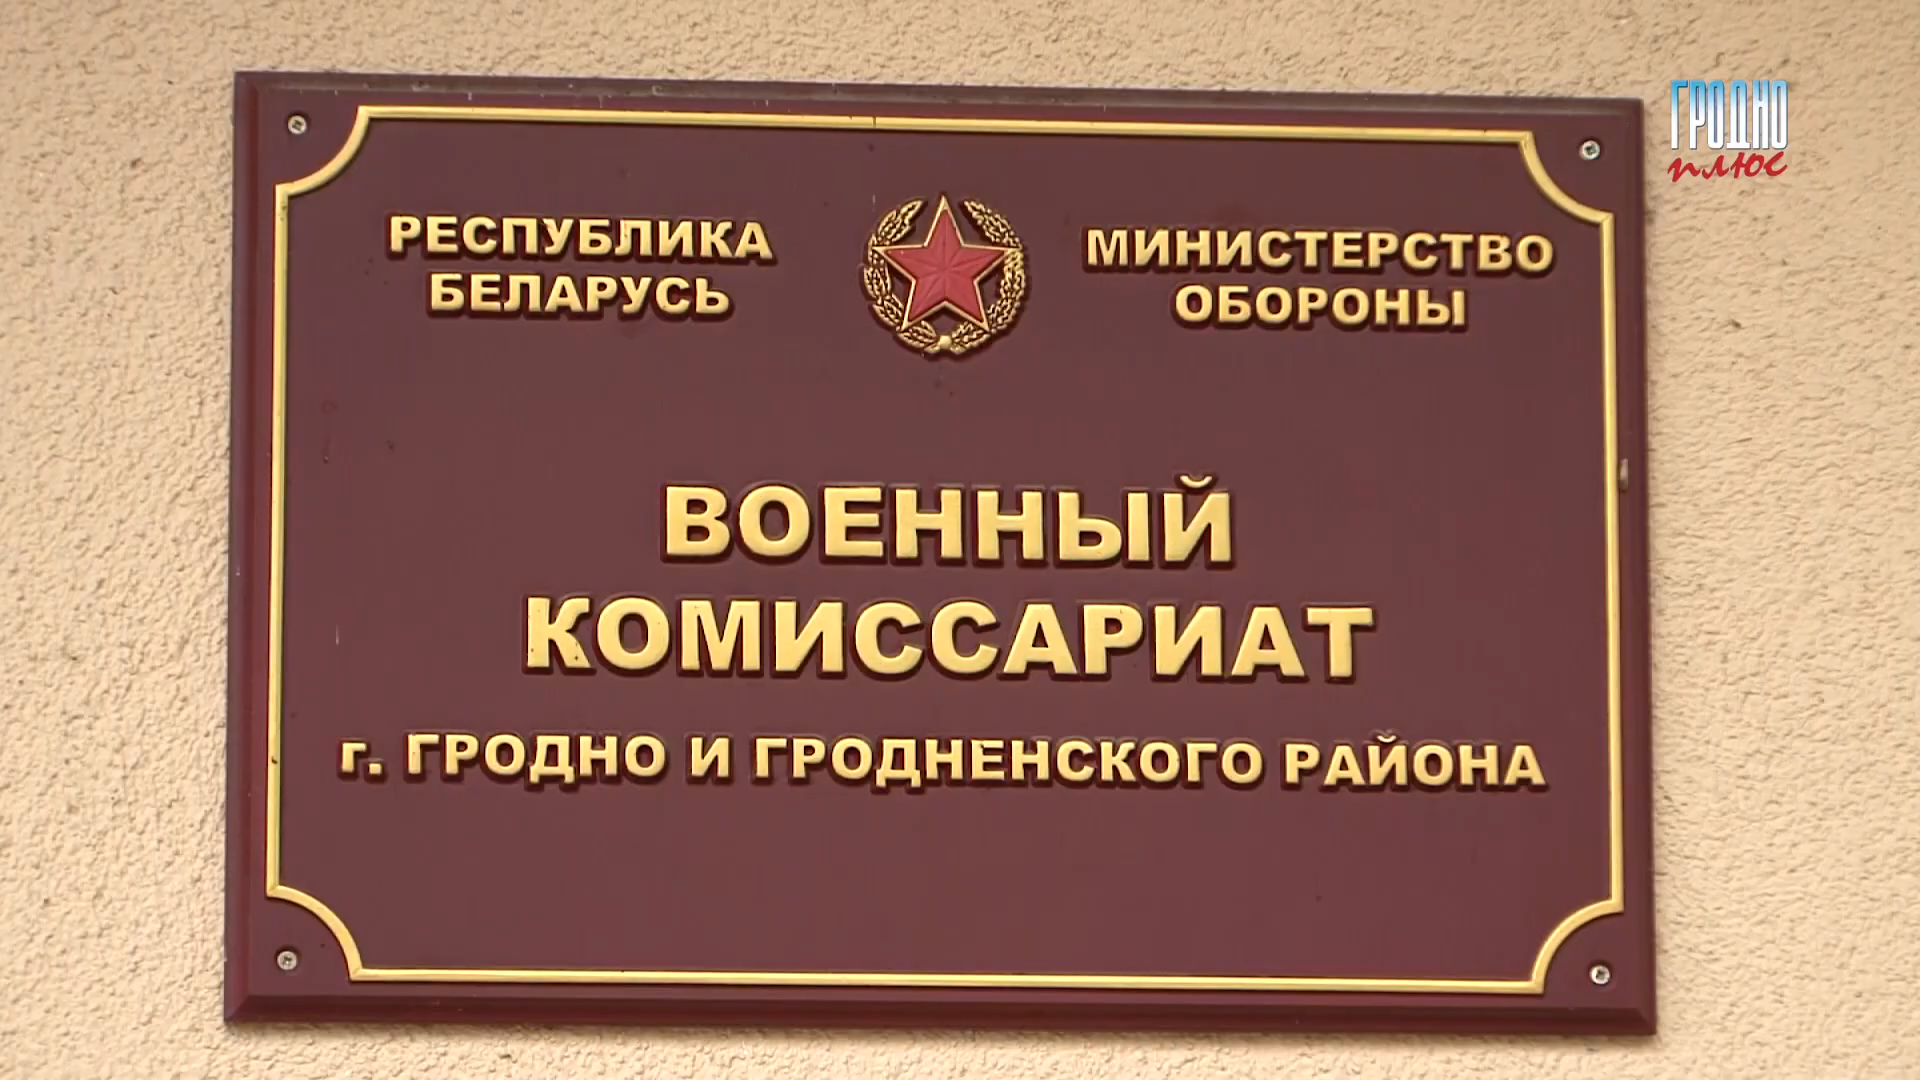 РЕСПУБЛИКА
БЕЛАРУСЬ
МИНИСТЕРСТВО
ОБОРОНЫ
ВОЕННЫЙ
КОМИССАРИАТ
г. ГРОДНО И ГРОДНЕНСКОГО РАЙОНА
ГРОДНО
плюс